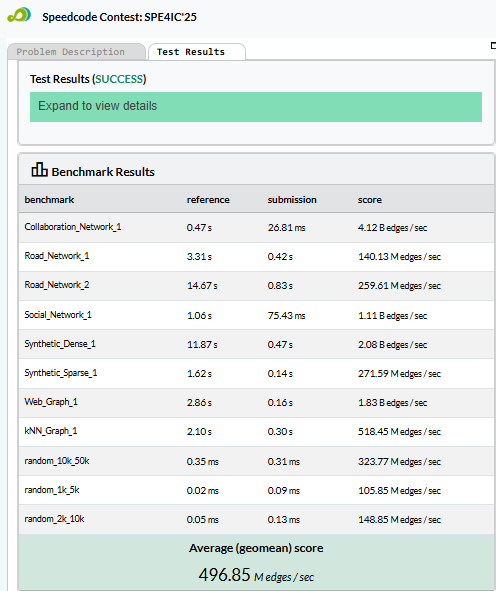 Speedcode Contest: SPE4IC'25
Problem Description Test Results
Test Results (SUCCESS)
Expand to view details
Benchmark Results
benchmark reference submission score
Collaboration_Network_1 0.47 s 26.81 ms 4.12 B edges / sec
Road_Network_1 3.31 s 0.42 s 140.13 M edges / sec
Road_Network_2 14.67 s 0.83 s 259.61 M edges / sec
Social_Network_1 1.06 s 75.43 ms 1.11 B edges / sec
Synthetic_Dense_1 11.87 s 0.47 s 2.08 B edges / sec
Synthetic_Sparse_1 1.62 s 0.14 s 271.59 M edges / sec
Web_Graph_1 2.86 s 0.16 s 1.83 B edges / sec
kNN_Graph_1 2.10 s 0.30 s 518.45 M edges / sec
random_10k_50k 0.35 ms 0.31 ms 323.77 M edges / sec
random_1k_5k 0.02 ms 0.09 ms 105.85 M edges / sec
random_2k_10k 0.05 ms 0.13 ms 148.85 M edges / sec
Average (geomean) score
496.85 M edges / sec